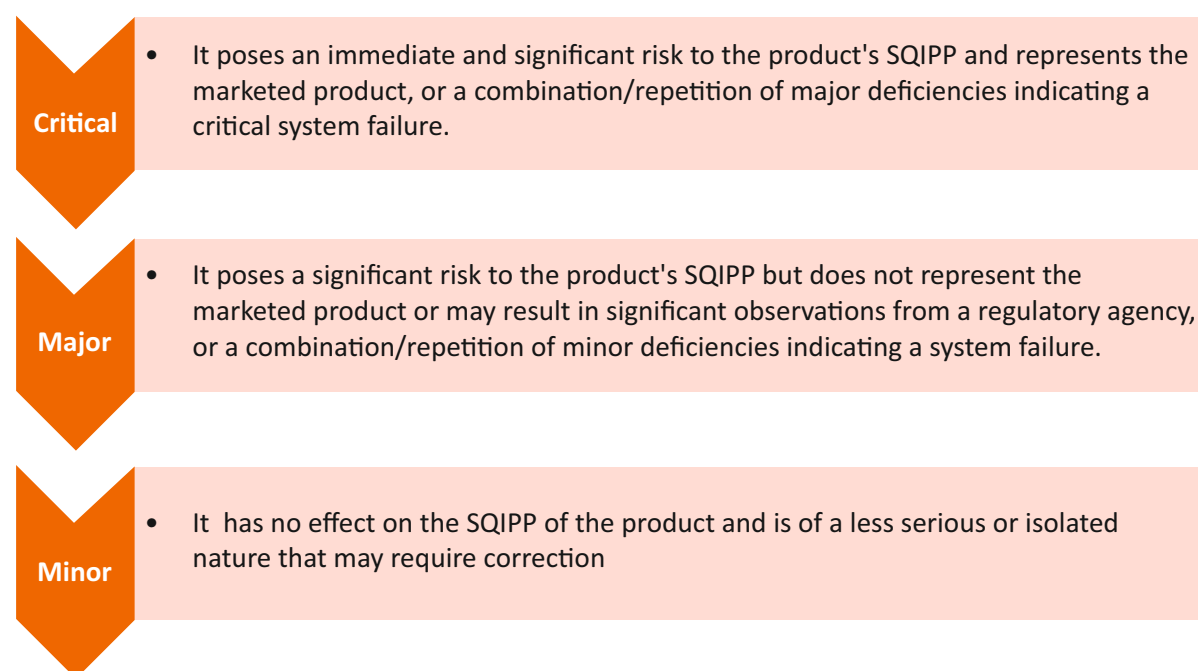 Critical
• It poses an immediate and significant risk to the product's SQIPP and represents the
marketed product, or a combination/repetition of major deficiencies indicating a
critical system failure.
Major
• It poses a significant risk to the product's SQIPP but does not represent the
marketed product or may result in significant observations from a regulatory agency,
or a combination/repetition of minor deficiencies indicating a system failure.
Minor
• It  has no effect on the SQIPP of the product and is of a less serious or isolated
nature that may require correction